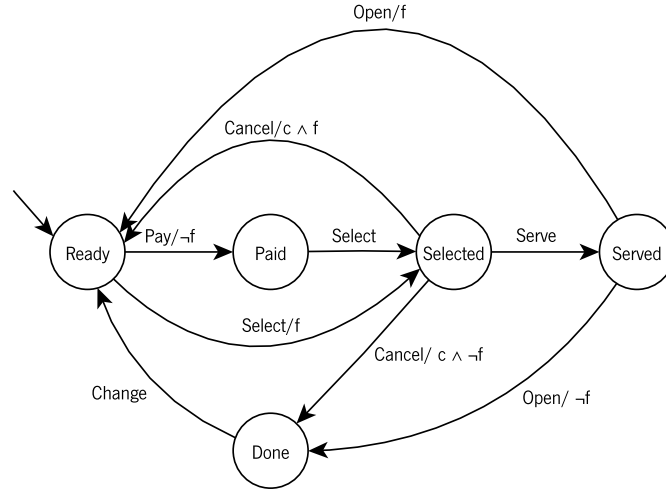 Open/f
Cancel/c ∧ f
Ready
Pay/¬f
Paid
Select
Selected
Serve
Served
Select/f
Cancel/ c ∧ ¬f
Change
Open/ ¬f
Done